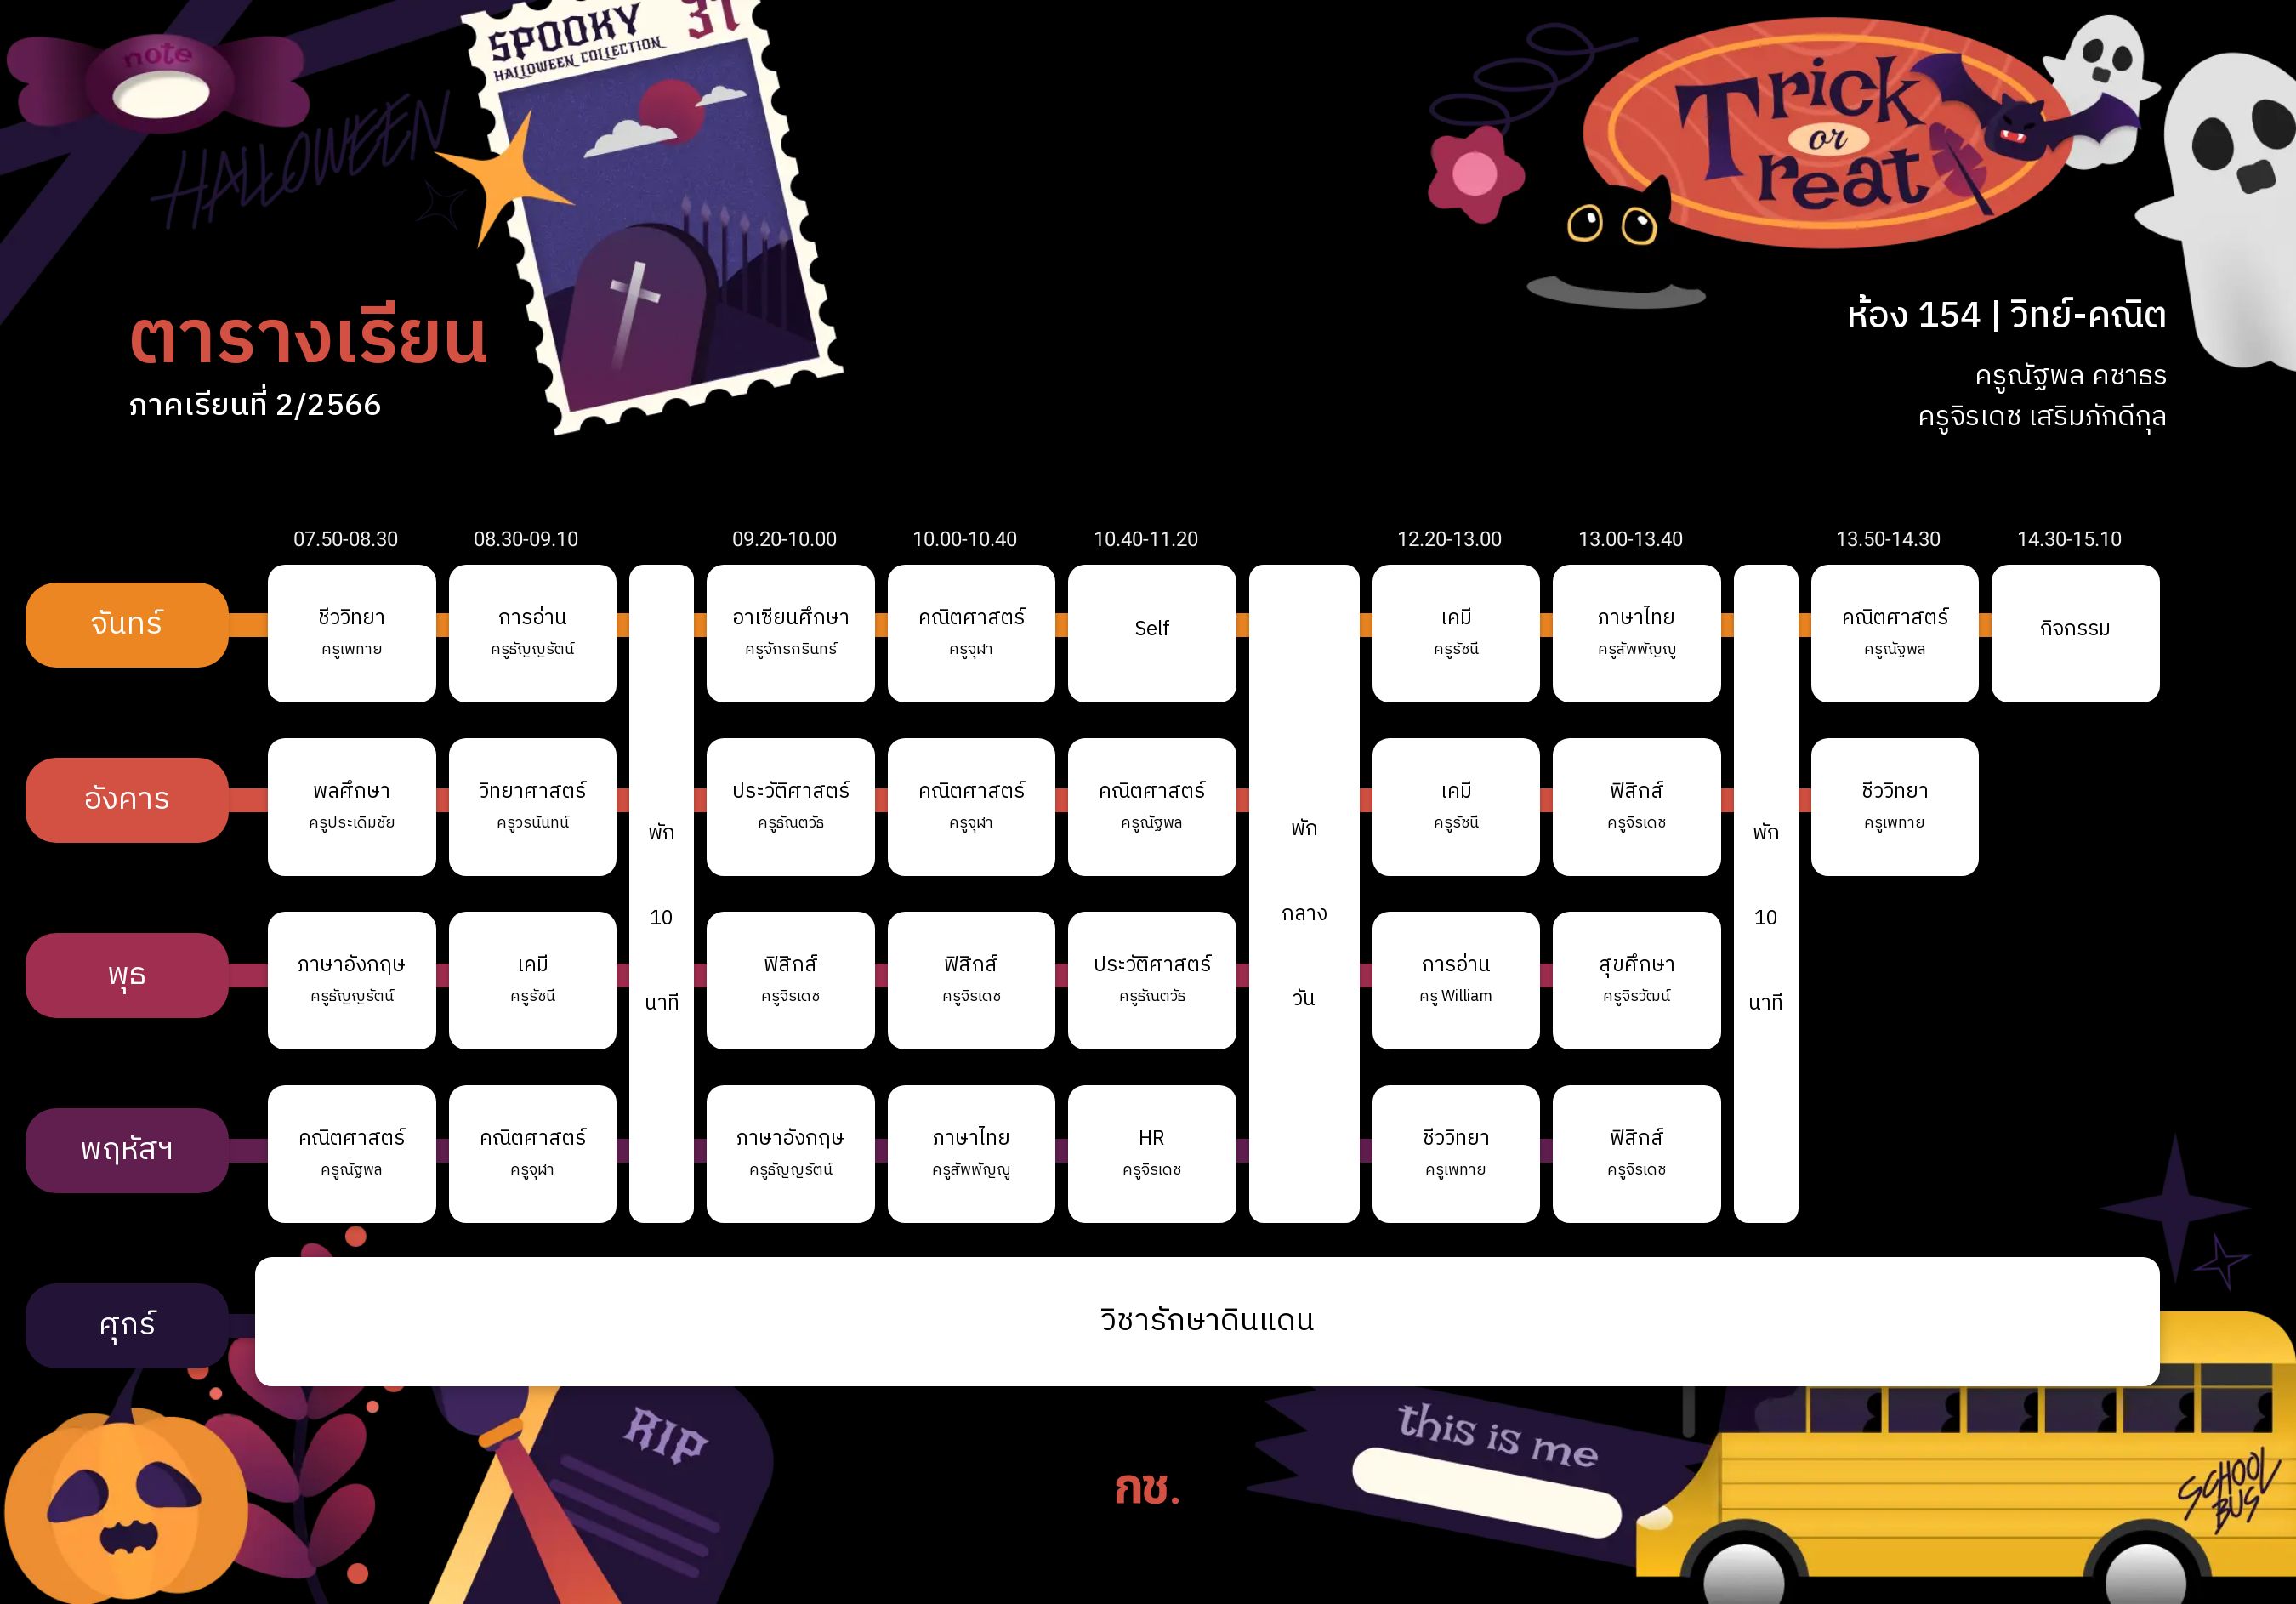 note
HALLOWEEN
SPOOKY 31
HALLOWEEN COLLECTION
Trick
or
Treat
ตารางเรียน
ภาคเรียนที่ 2/2566
ห้อง 154 | วิทย์-คณิต
ครูณัฐพล คชาธร
ครูจิรเดช เสริมภักดีกุล
07.50-08.30 08.30-09.10 09.20-10.00 10.00-10.40 10.40-11.20 12.20-13.00 13.00-13.40 13.50-14.30 14.30-15.10
จันทร์
ชีววิทยา การอ่าน อาเซียนศึกษา คณิตศาสตร์ Self เคมี ภาษาไทย คณิตศาสตร์ กิจกรรม
ครูเพทาย ครูธัญญรัตน์ ครูจักรกรินทร์ ครูจุฬา ครูรัชนี ครูสัพพัญญู ครูณัฐพล
อังคาร
พลศึกษา วิทยาศาสตร์ ประวัติศาสตร์ คณิตศาสตร์ คณิตศาสตร์ เคมี ฟิสิกส์ ชีววิทยา
ครูประเดิมชัย ครูวรนันทน์ ครูธัณตวัธ ครูจุฬา ครูณัฐพล ครูรัชนี ครูจิรเดช ครูเพทาย
พัก
10
นาที
พัก
กลาง
วัน
พัก
10
นาที
พุธ
ภาษาอังกฤษ เคมี ฟิสิกส์ ฟิสิกส์ ประวัติศาสตร์ การอ่าน สุขศึกษา
ครูธัญญรัตน์ ครูรัชนี ครูจิรเดช ครูจิรเดช ครูธัณตวัธ ครู William ครูจิรวัฒน์
พฤหัสฯ
คณิตศาสตร์ คณิตศาสตร์ ภาษาอังกฤษ ภาษาไทย HR ชีววิทยา ฟิสิกส์
ครูณัฐพล ครูจุฬา ครูธัญญรัตน์ ครูสัพพัญญู ครูจิรเดช ครูเพทาย ครูจิรเดช
ศุกร์
วิชารักษาดินแดน
RIP
กช.
this is me
SCHOOL
BUS